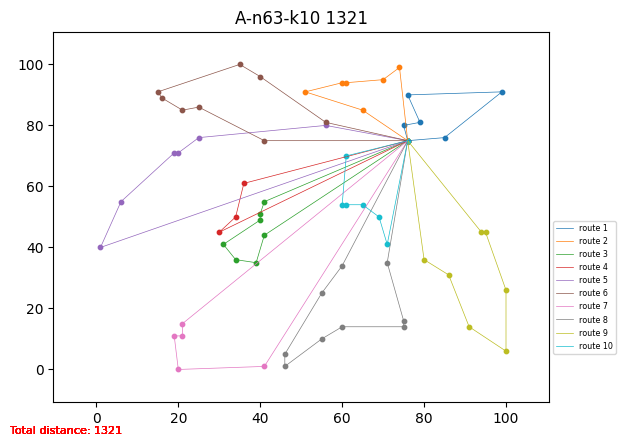 A-n63-k10 1321
100
80
60
40
20
0
0 20 40 60 80 100
route 1
route 2
route 3
route 4
route 5
route 6
route 7
route 8
route 9
route 10
Total distance: 1321